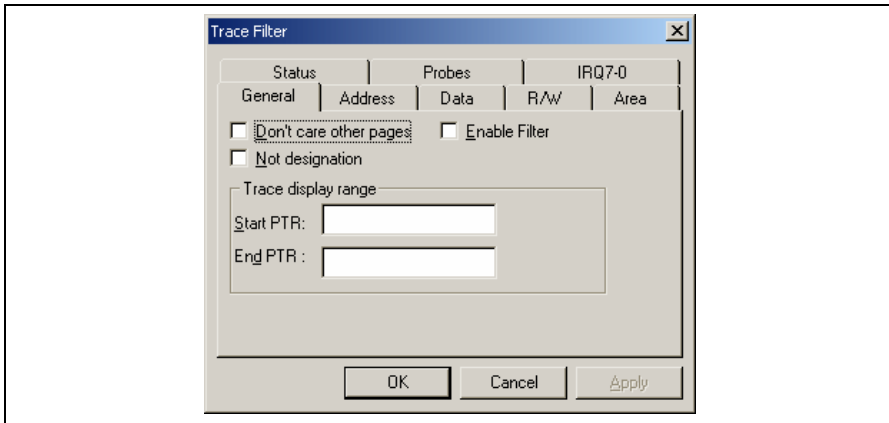 Trace Filter
Status Probes IRQ7-0
General Address Data R/W Area
Don't care other pages Enable Filter
Not designation
Trace display range
Start PTR:
End PTR :
OK Cancel Apply